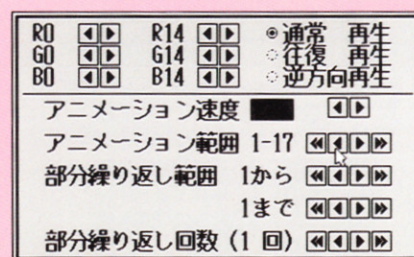 R0 R14 通常 再生
G0 G14 往復 再生
B0 B14 逆方向再生
アニメーション速度
アニメーション範囲 1-17
部分繰り返し範囲 1から
1まで
部分繰り返し回数(1 回)